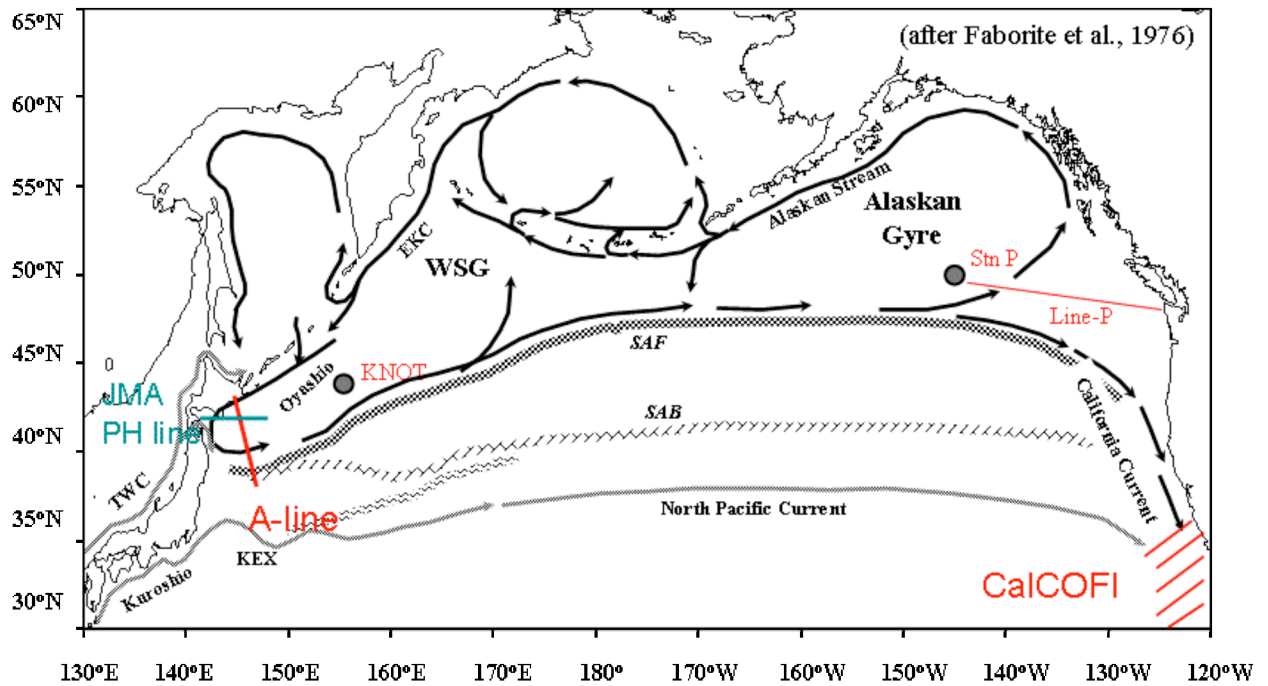 65°N
(after Faborite et al., 1976)
60°N
55°N
Alaskan Stream
Alaskan
Gyre
EKC
WSG
Stn P
50°N
Line-P
SAF
45°N
KNOT
Oyashio
JMA
PH line
40°N
SAB
California Current
TWC
A-line
North Pacific Current
35°N
KEX
Kuroshio
CalCOFI
30°N
130°E 140°E 150°E 160°E 170°E 180° 170°W 160°W 150°W 140°W 130°W 120°W